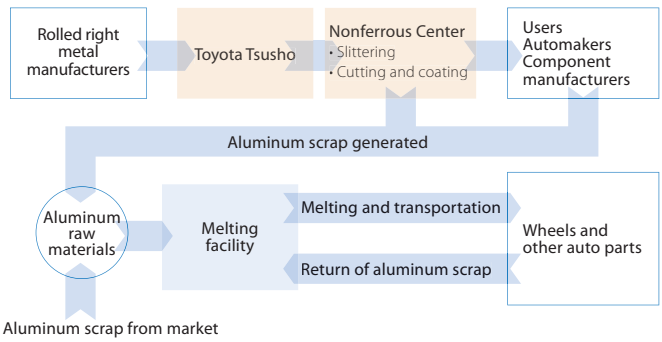 Rolled right
metal
manufacturers
Toyota Tsusho
Nonferrous Center
• Slittering
• Cutting and coating
Users
Automakers
Component
manufacturers
Aluminum scrap generated
Aluminum
raw
materials
Melting
facility
Melting and transportation
Return of aluminum scrap
Wheels and
other auto parts
Aluminum scrap from market